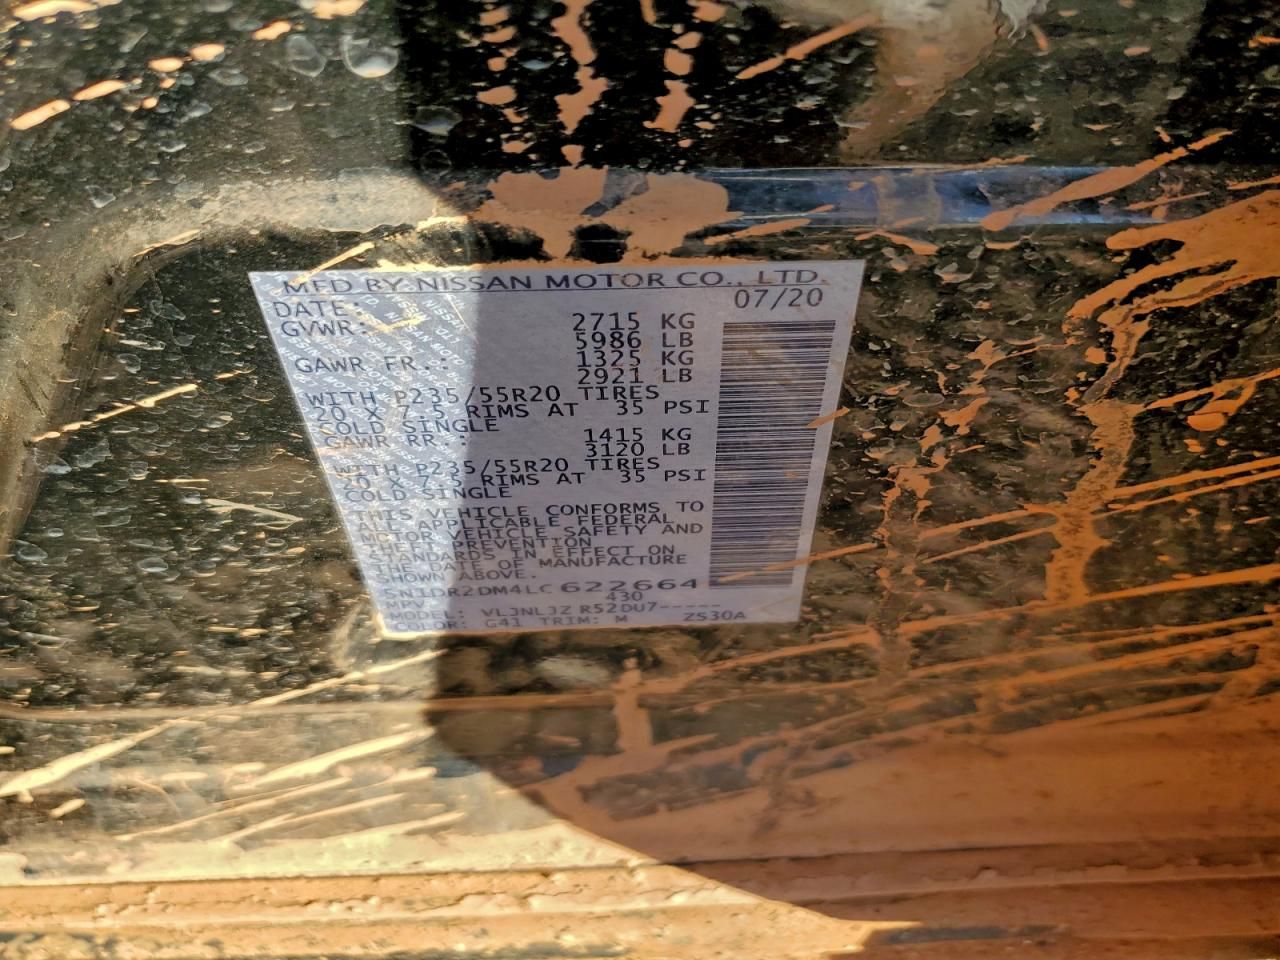 MFD BY NISSAN MOTOR CO., LTD.
DATE: 07/20
GVWR: 2715 KG
5986 LB
GAWR FR.: 1325 KG
2921 LB
WITH P235/55R20 TIRES
20 X 7.5 RIMS AT 35 PSI
COLD SINGLE
GAWR RR.: 1415 KG
3120 LB
WITH P235/55R20 TIRES
20 X 7.5 RIMS AT 35 PSI
COLD SINGLE
THIS VEHICLE CONFORMS TO
ALL APPLICABLE FEDERAL
MOTOR VEHICLE SAFETY AND
THEFT PREVENTION
STANDARDS IN EFFECT ON
THE DATE OF MANUFACTURE
SHOWN ABOVE.
5N1DR2DM4LC 622664
MPV 430
MODEL: VLJNLJZ R52DU7-----
COLOR: G41 TRIM: M ZS30A